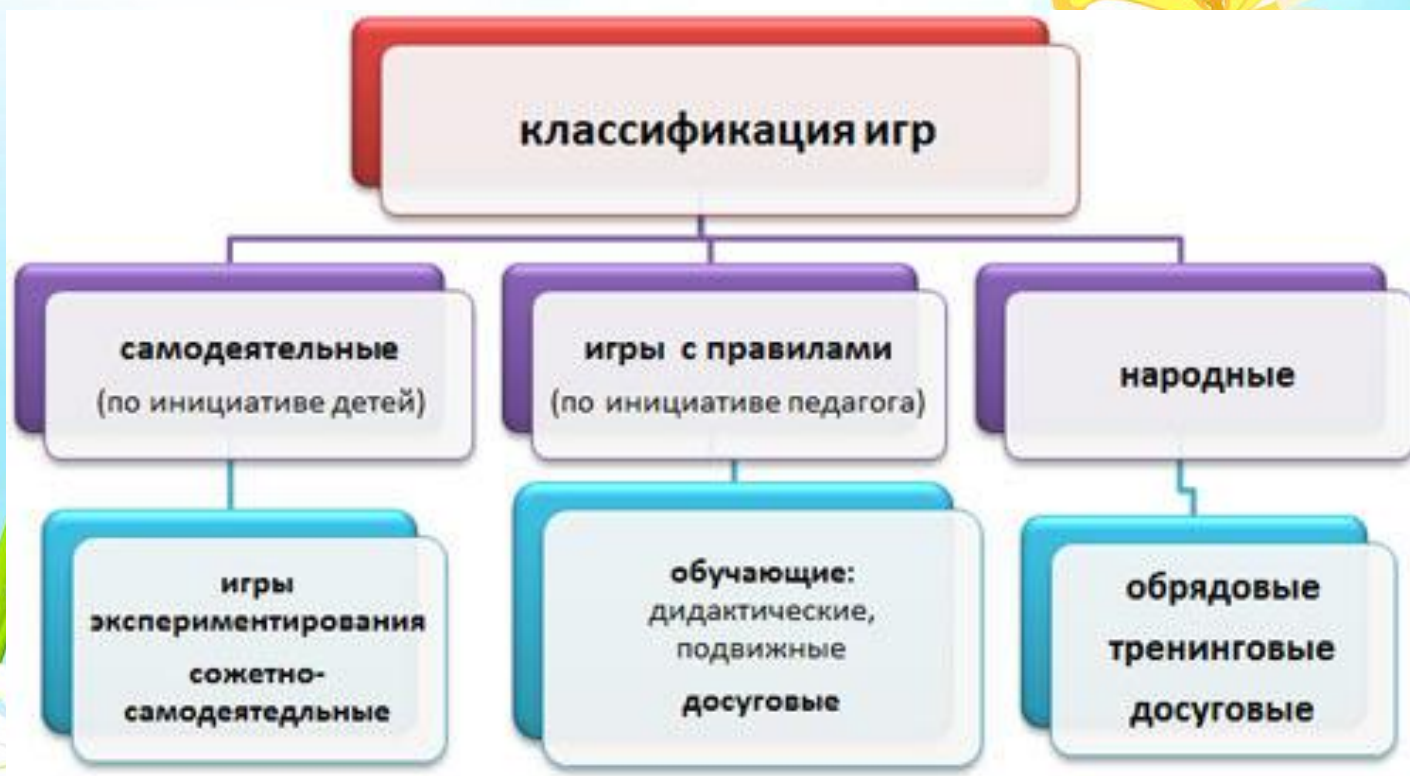 классификация игр
самодеятельные
(по инициативе детей)
игры с правилами
(по инициативе педагога)
народные
игры
экспериментирования
сожетно-
самодеятедльные
обучающие:
дидактические,
подвижные
досуговые
обрядовые
тренинговые
досуговые